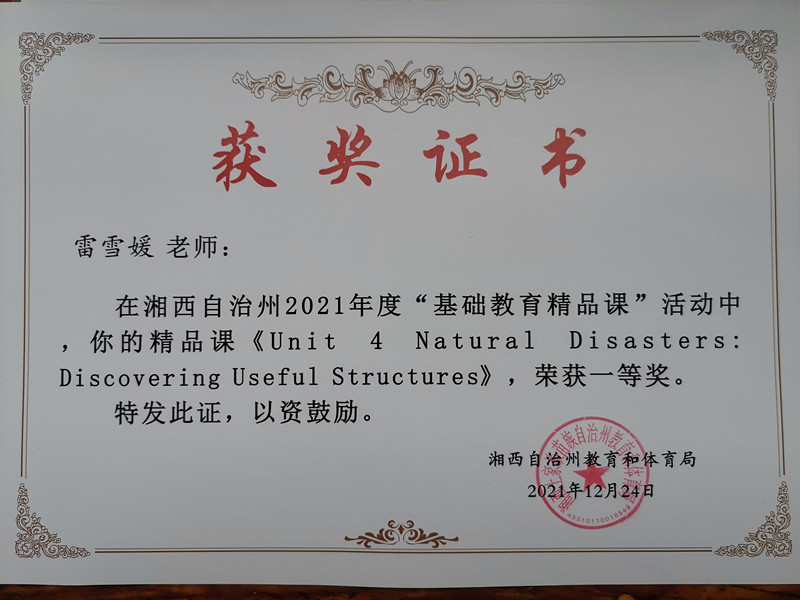 获奖证书
雷雪媛 老师：
在湘西自治州2021年度“基础教育精品课”活动中
，你的精品课《Unit 4 Natural Disasters:
Discovering Useful Structures》，荣获一等奖。
特发此证，以资鼓励。
湘西自治州教育和体育局
2021年12月24日